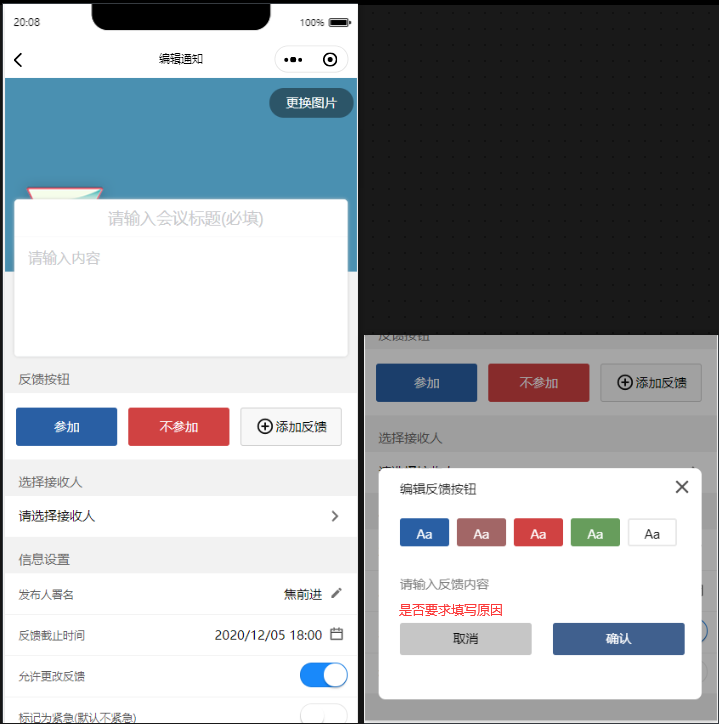 20:08
100%
编辑通知
更换图片
请输入会议标题(必填)
请输入内容
反馈按钮
参加
不参加
添加反馈
选择接收人
请选择接收人
信息设置
发布人署名
焦前进
反馈截止时间
2020/12/05 18:00
允许更改反馈
标记为紧急(默认不紧急)
反馈按钮
参加
不参加
添加反馈
选择接收人
请选择接收人
编辑反馈按钮
Aa
Aa
Aa
Aa
Aa
请输入反馈内容
是否要求填写原因
取消
确认